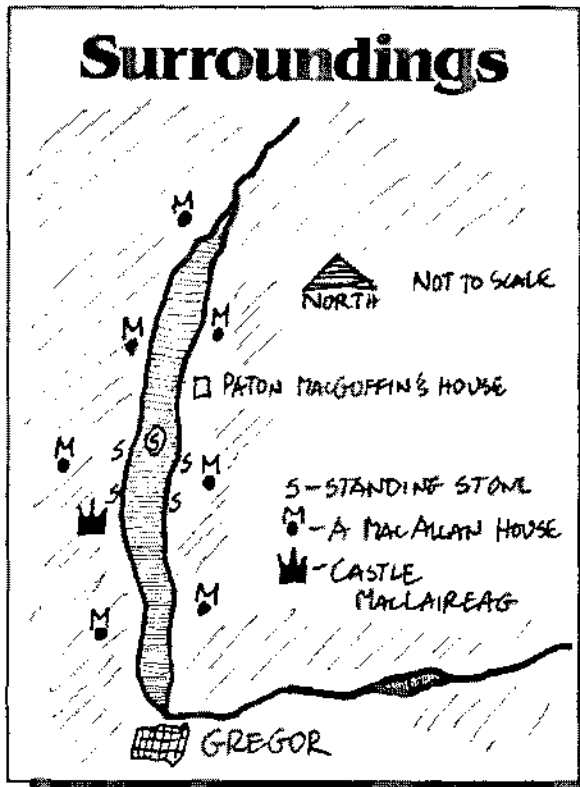 Surroundings
M
NORTH
NOT TO SCALE
M
M
PATON MACGOFFIN'S HOUSE
S
S
S
M
M
S
S
S - STANDING STONE
M - A MACALLAN HOUSE
- CASTLE
MACLAIREAG
M
M
GREGOR